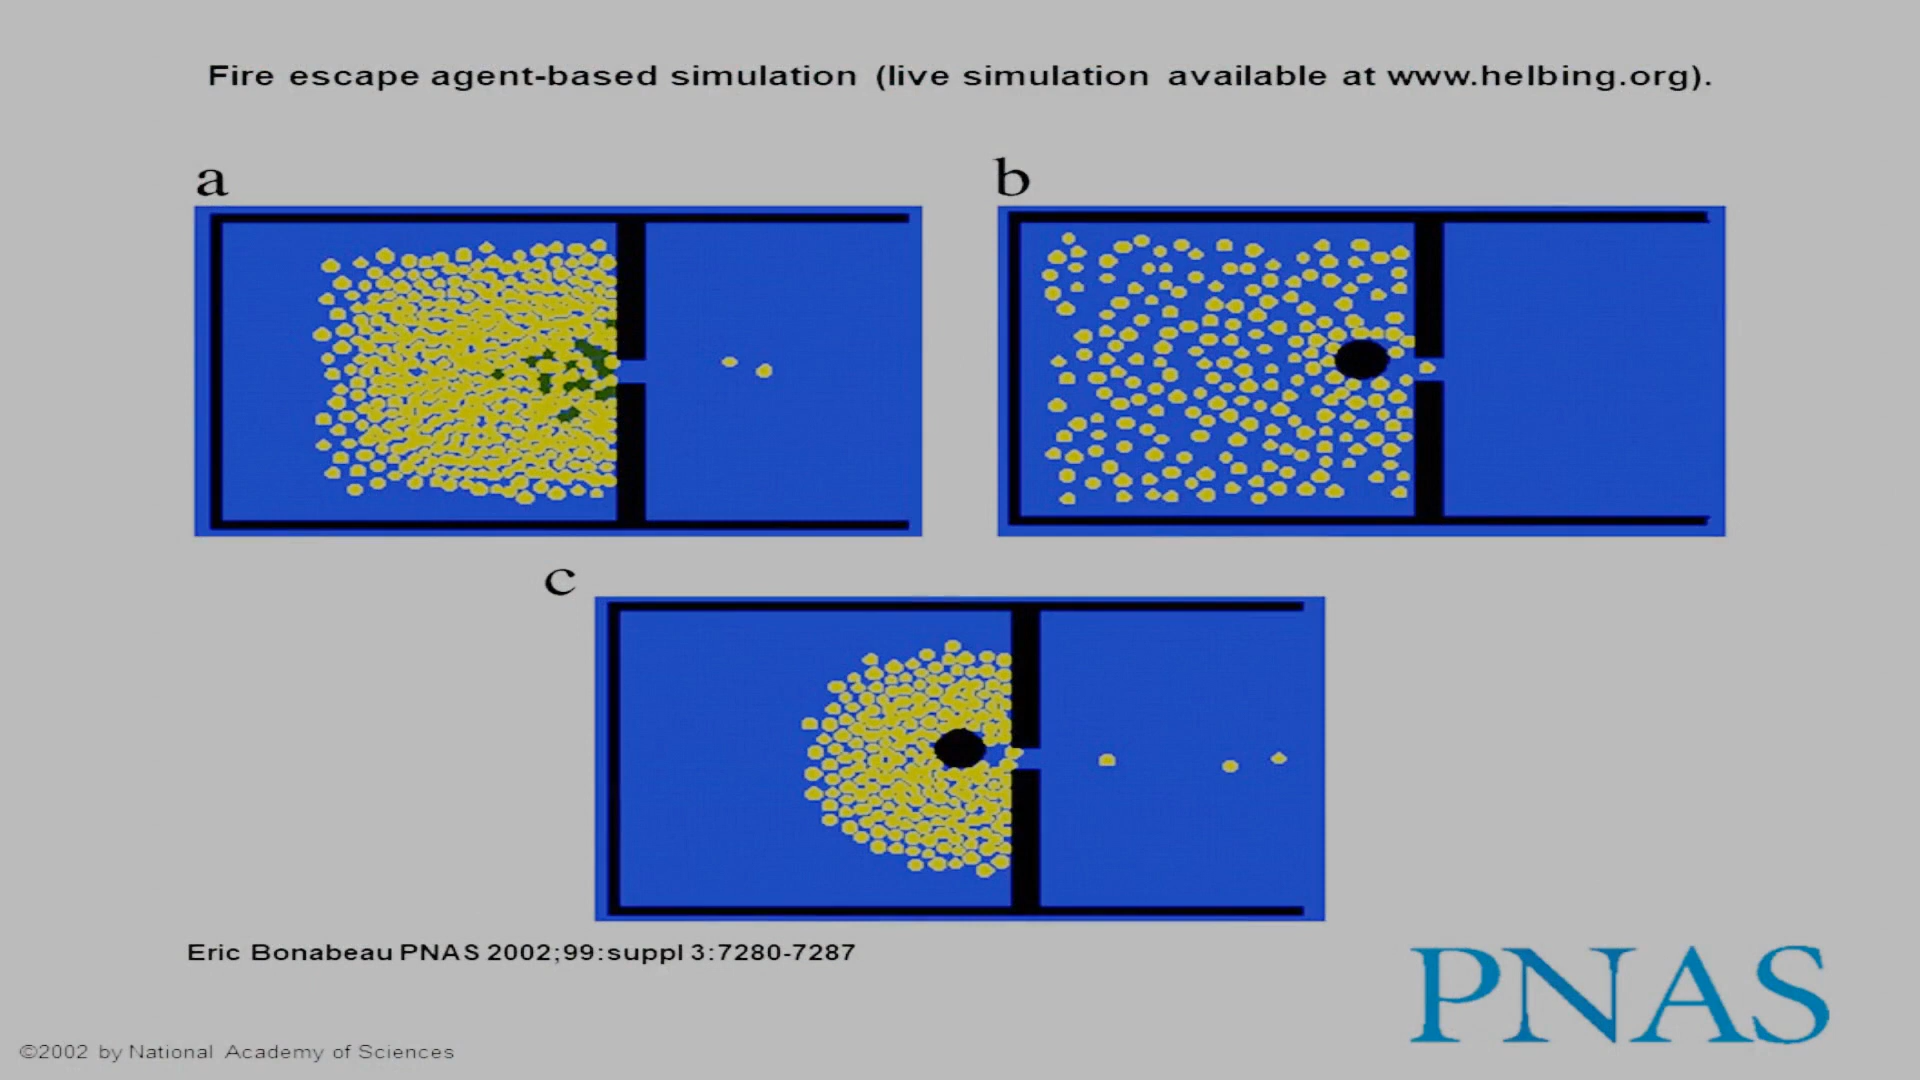 Fire escape agent-based simulation (live simulation available at www.helbing.org).
a
b
c
Eric Bonabeau PNAS 2002;99:suppl 3:7280-7287
PNAS
©2002 by National Academy of Sciences